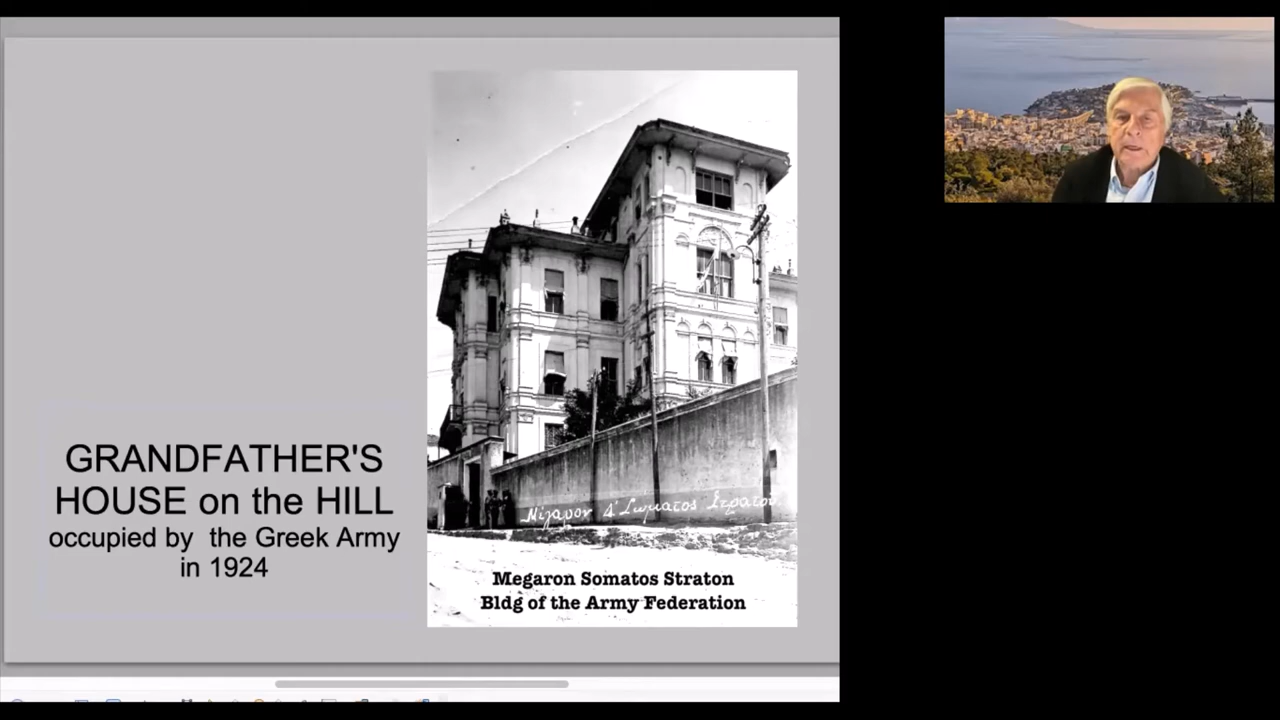 GRANDFATHER'S
HOUSE on the HILL
occupied by the Greek Army
in 1924
Μέγαρον Δ' Σώματος Στρατού
Megaron Somatos Straton
Bldg of the Army Federation